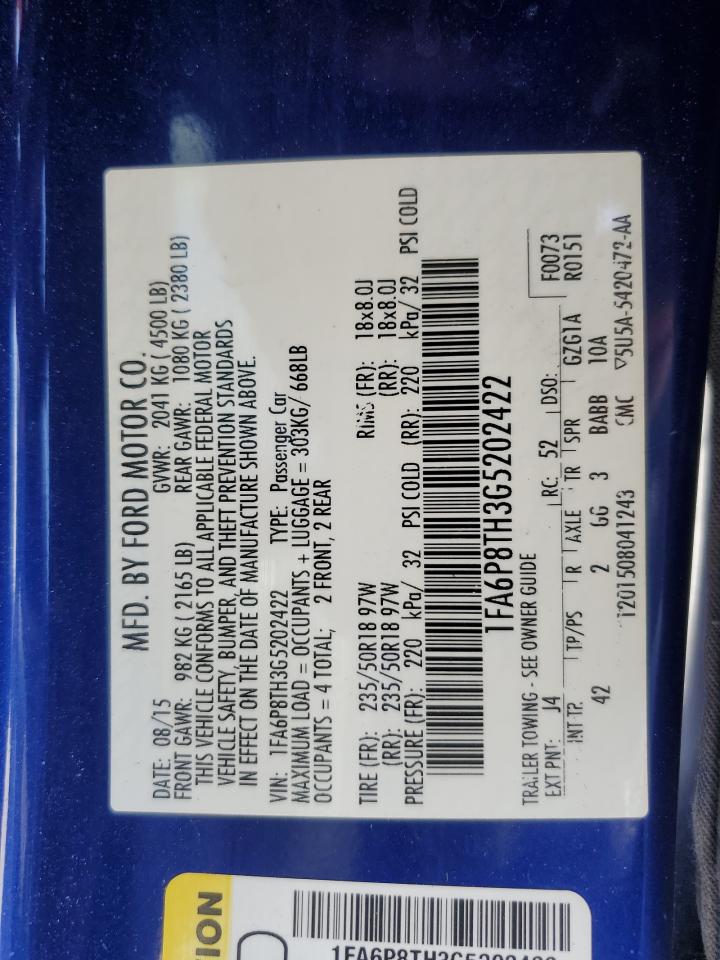 MFD. BY FORD MOTOR CO.
DATE: 08/15 GVWR: 2041 KG ( 4500 LB)
FRONT GAWR: 982 KG ( 2165 LB) REAR GAWR: 1080 KG ( 2380 LB)
THIS VEHICLE CONFORMS TO ALL APPLICABLE FEDERAL MOTOR
VEHICLE SAFETY, BUMPER, AND THEFT PREVENTION STANDARDS
IN EFFECT ON THE DATE OF MANUFACTURE SHOWN ABOVE.
VIN: 1FA6P8TH3G5202422 TYPE: Passenger Car
MAXIMUM LOAD = OCCUPANTS + LUGGAGE = 303KG/ 668LB
OCCUPANTS = 4 TOTAL; 2 FRONT, 2 REAR
TIRE (FR): 235/50R18 97W RIMS (FR): 18x8.0J
(RR): 235/50R18 97W (RR): 18x8.0J
PRESSURE (FR): 220 kPa/ 32 PSI COLD (RR): 220 kPa/ 32 PSI COLD
1FA6P8TH3G5202422
TRAILER TOWING - SEE OWNER GUIDE
EXT PNT: J4 RC: 52 DSO: F0073
R0151
INT TP. TP/PS R AXLE TR SPR GZG1A
42 2 GG 3 BABB 10A
1201508041243 CMC ▽5U5A-5420472-AA